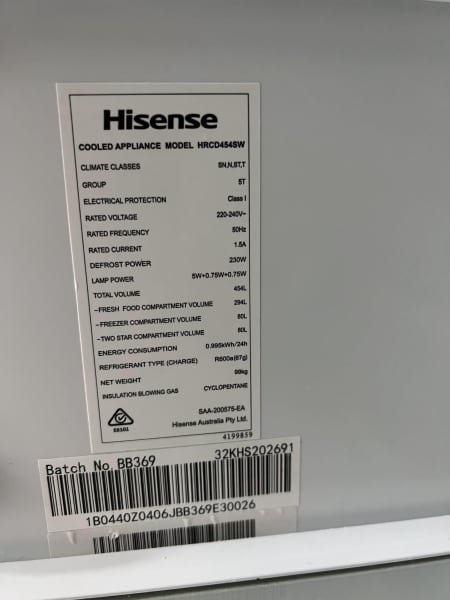 Hisense
COOLED APPLIANCE MODEL HRCD454SW
CLIMATE CLASSES SN,N,ST,T
GROUP 5T
ELECTRICAL PROTECTION Class I
RATED VOLTAGE 220-240V~
RATED FREQUENCY 50Hz
RATED CURRENT 1.5A
DEFROST POWER 230W
LAMP POWER 5W+0.75W+0.75W
TOTAL VOLUME 454L
-FRESH FOOD COMPARTMENT VOLUME 294L
-FREEZER COMPARTMENT VOLUME 80L
-TWO STAR COMPARTMENT VOLUME 80L
ENERGY CONSUMPTION 0.995kWh/24h
REFRIGERANT TYPE (CHARGE) R600a(67g)
NET WEIGHT 99kg
INSULATION BLOWING GAS CYCLOPENTANE
SAA-200575-EA
Hisense Australia Pty Ltd.
E8101
4199859
Batch No. BB369 32KHS202691
1B0440Z0406JBB369E30026